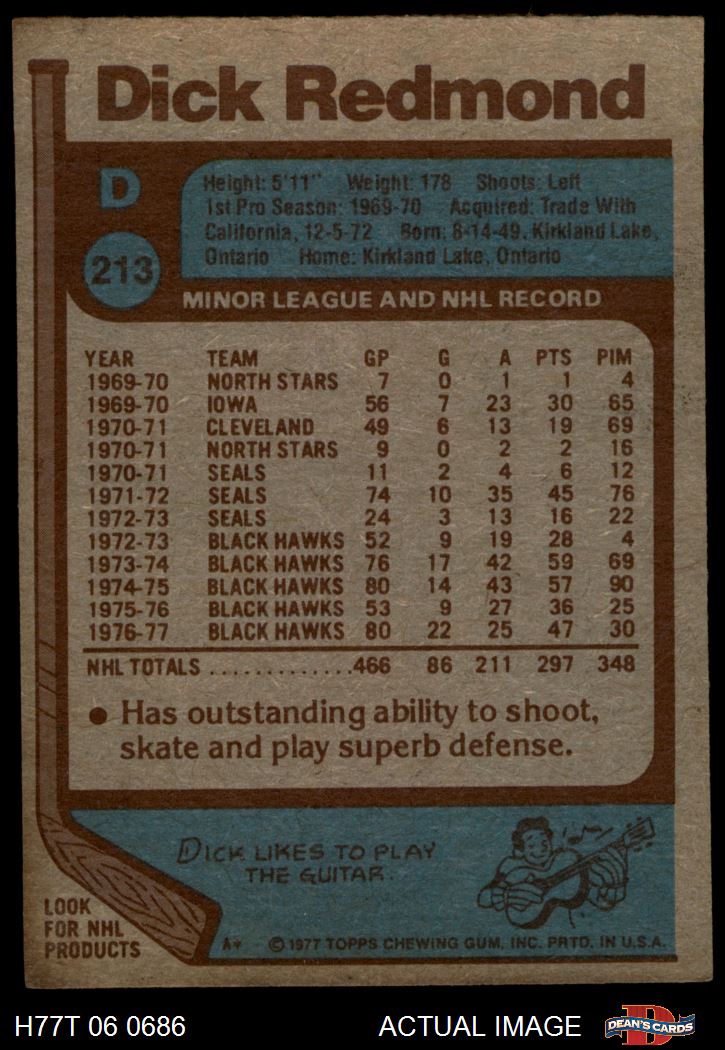 Dick Redmond
D
Height: 5'11" Weight: 178 Shoots: Left
1st Pro Season: 1969-70 Acquired: Trade With
California, 12-5-72 Born: 8-14-49, Kirkland Lake,
Ontario Home: Kirkland Lake, Ontario
213
MINOR LEAGUE AND NHL RECORD
YEAR TEAM GP G A PTS PIM
1969-70 NORTH STARS 7 0 1 1 4
1969-70 IOWA 56 7 23 30 65
1970-71 CLEVELAND 49 6 13 19 69
1970-71 NORTH STARS 9 0 2 2 16
1970-71 SEALS 11 2 4 6 12
1971-72 SEALS 74 10 35 45 76
1972-73 SEALS 24 3 13 16 22
1972-73 BLACK HAWKS 52 9 19 28 4
1973-74 BLACK HAWKS 76 17 42 59 69
1974-75 BLACK HAWKS 80 14 43 57 90
1975-76 BLACK HAWKS 53 9 27 36 25
1976-77 BLACK HAWKS 80 22 25 47 30
NHL TOTALS .............466 86 211 297 348
● Has outstanding ability to shoot,
skate and play superb defense.
DICK LIKES TO PLAY
THE GUITAR.
LOOK
FOR NHL
PRODUCTS
A* © 1977 TOPPS CHEWING GUM, INC. PRTD. IN U.S.A.
H77T 06 0686 ACTUAL IMAGE
D
DEAN'S CARDS